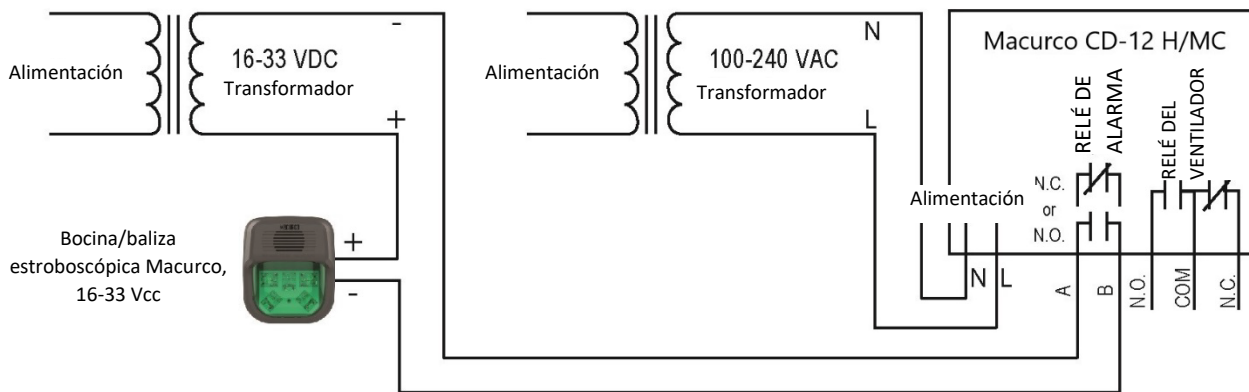 -
16-33 VDC
Transformador
Alimentación
+
N
100-240 VAC
Transformador
Alimentación
L
Macurco CD-12 H/MC
RELÉ DE
ALARMA
RELÉ DEL
VENTILADOR
N.C.
or
N.O.
Alimentación
N L
A
B
N.O.
COM
N.C.
Bocina/baliza
estroboscópica Macurco,
16-33 Vcc
+
-